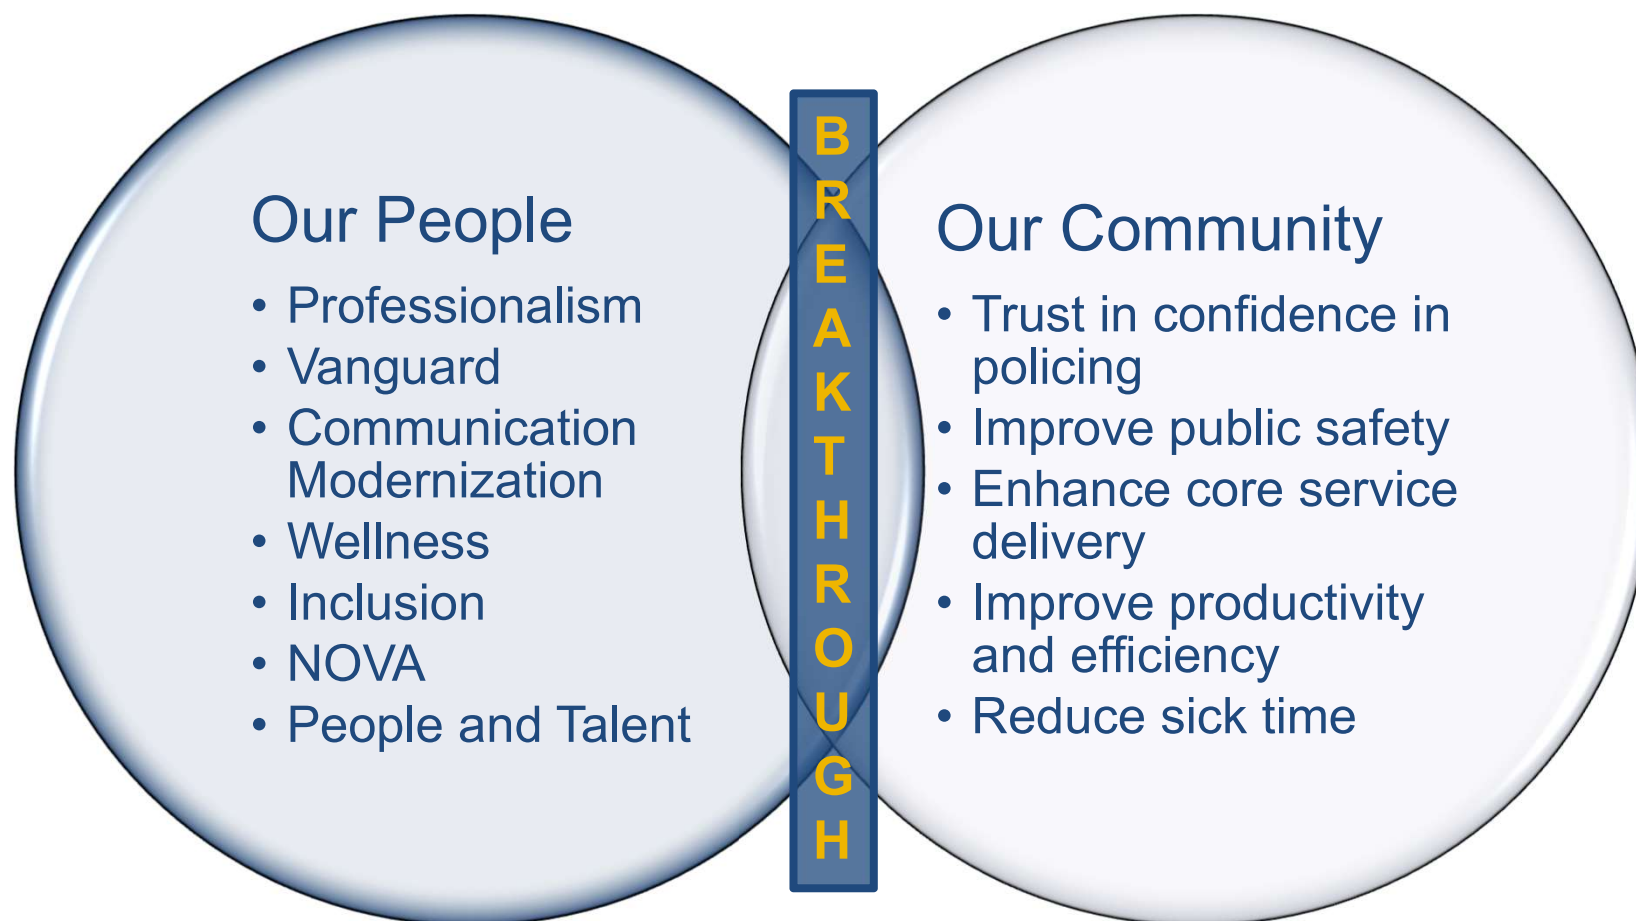 Our People
• Professionalism
• Vanguard
• Communication
Modernization
• Wellness
• Inclusion
• NOVA
• People and Talent
B
R
E
A
K
T
H
R
O
U
G
H
Our Community
• Trust in confidence in
policing
• Improve public safety
• Enhance core service
delivery
• Improve productivity
and efficiency
• Reduce sick time